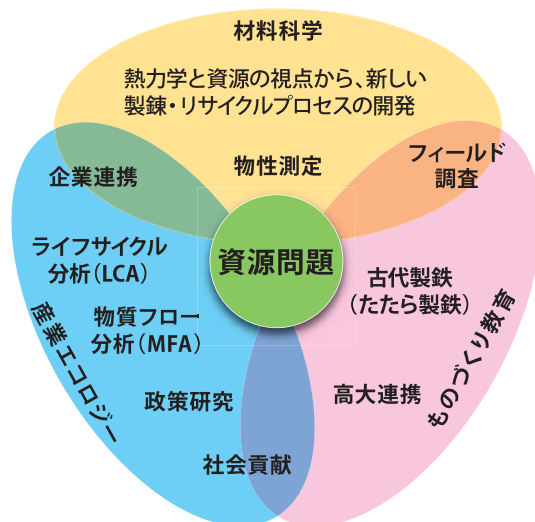 材料科学
熱力学と資源の視点から、新しい
製錬・リサイクルプロセスの開発
物性測定
フィールド
調査
企業連携
資源問題
ライフサイクル
分析（LCA）
物質フロー
分析（MFA）
政策研究
産業エコロジー
古代製鉄
（たたら製鉄）
高大連携
ものづくり教育
社会貢献